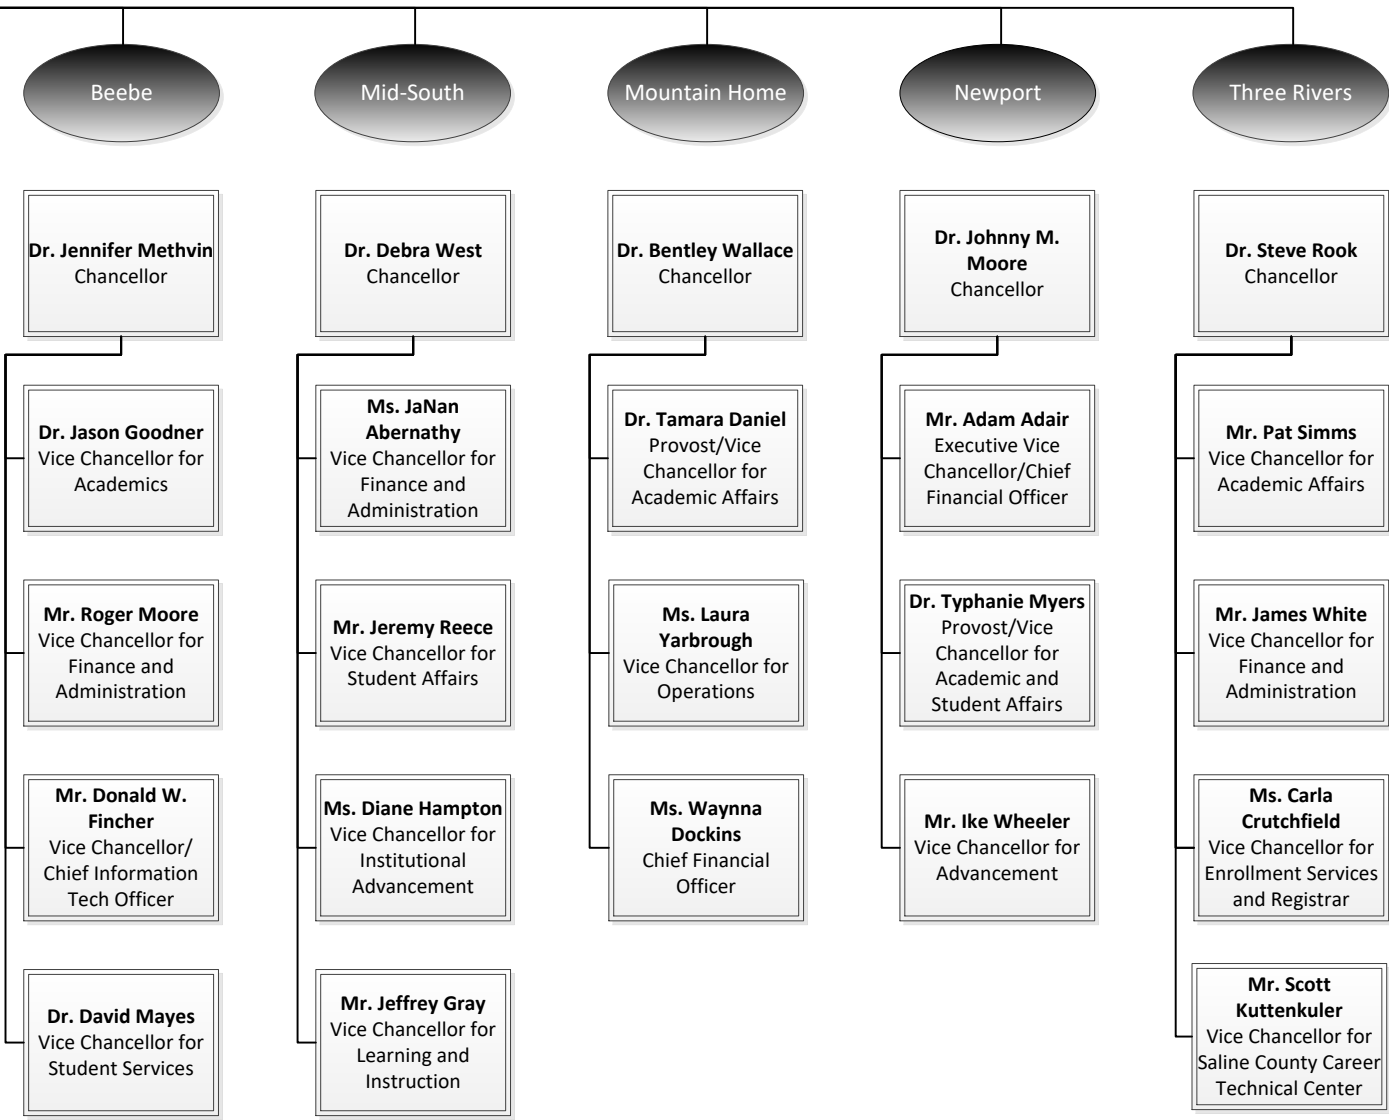 Beebe
Mid-South
Mountain Home
Newport
Three Rivers
Dr. Jennifer Methvin
Chancellor
Dr. Jason Goodner
Vice Chancellor for
Academics
Mr. Roger Moore
Vice Chancellor for
Finance and
Administration
Mr. Donald W.
Fincher
Vice Chancellor/
Chief Information
Tech Officer
Dr. David Mayes
Vice Chancellor for
Student Services
Dr. Debra West
Chancellor
Ms. JaNan
Abernathy
Vice Chancellor for
Finance and
Administration
Mr. Jeremy Reece
Vice Chancellor for
Student Affairs
Ms. Diane Hampton
Vice Chancellor for
Institutional
Advancement
Mr. Jeffrey Gray
Vice Chancellor for
Learning and
Instruction
Dr. Bentley Wallace
Chancellor
Dr. Tamara Daniel
Provost/Vice
Chancellor for
Academic Affairs
Ms. Laura
Yarbrough
Vice Chancellor for
Operations
Ms. Waynna
Dockins
Chief Financial
Officer
Dr. Johnny M.
Moore
Chancellor
Mr. Adam Adair
Executive Vice
Chancellor/Chief
Financial Officer
Dr. Typhanie Myers
Provost/Vice
Chancellor for
Academic and
Student Affairs
Mr. Ike Wheeler
Vice Chancellor for
Advancement
Dr. Steve Rook
Chancellor
Mr. Pat Simms
Vice Chancellor for
Academic Affairs
Mr. James White
Vice Chancellor for
Finance and
Administration
Ms. Carla
Crutchfield
Vice Chancellor for
Enrollment Services
and Registrar
Mr. Scott
Kuttenkuler
Vice Chancellor for
Saline County Career
Technical Center